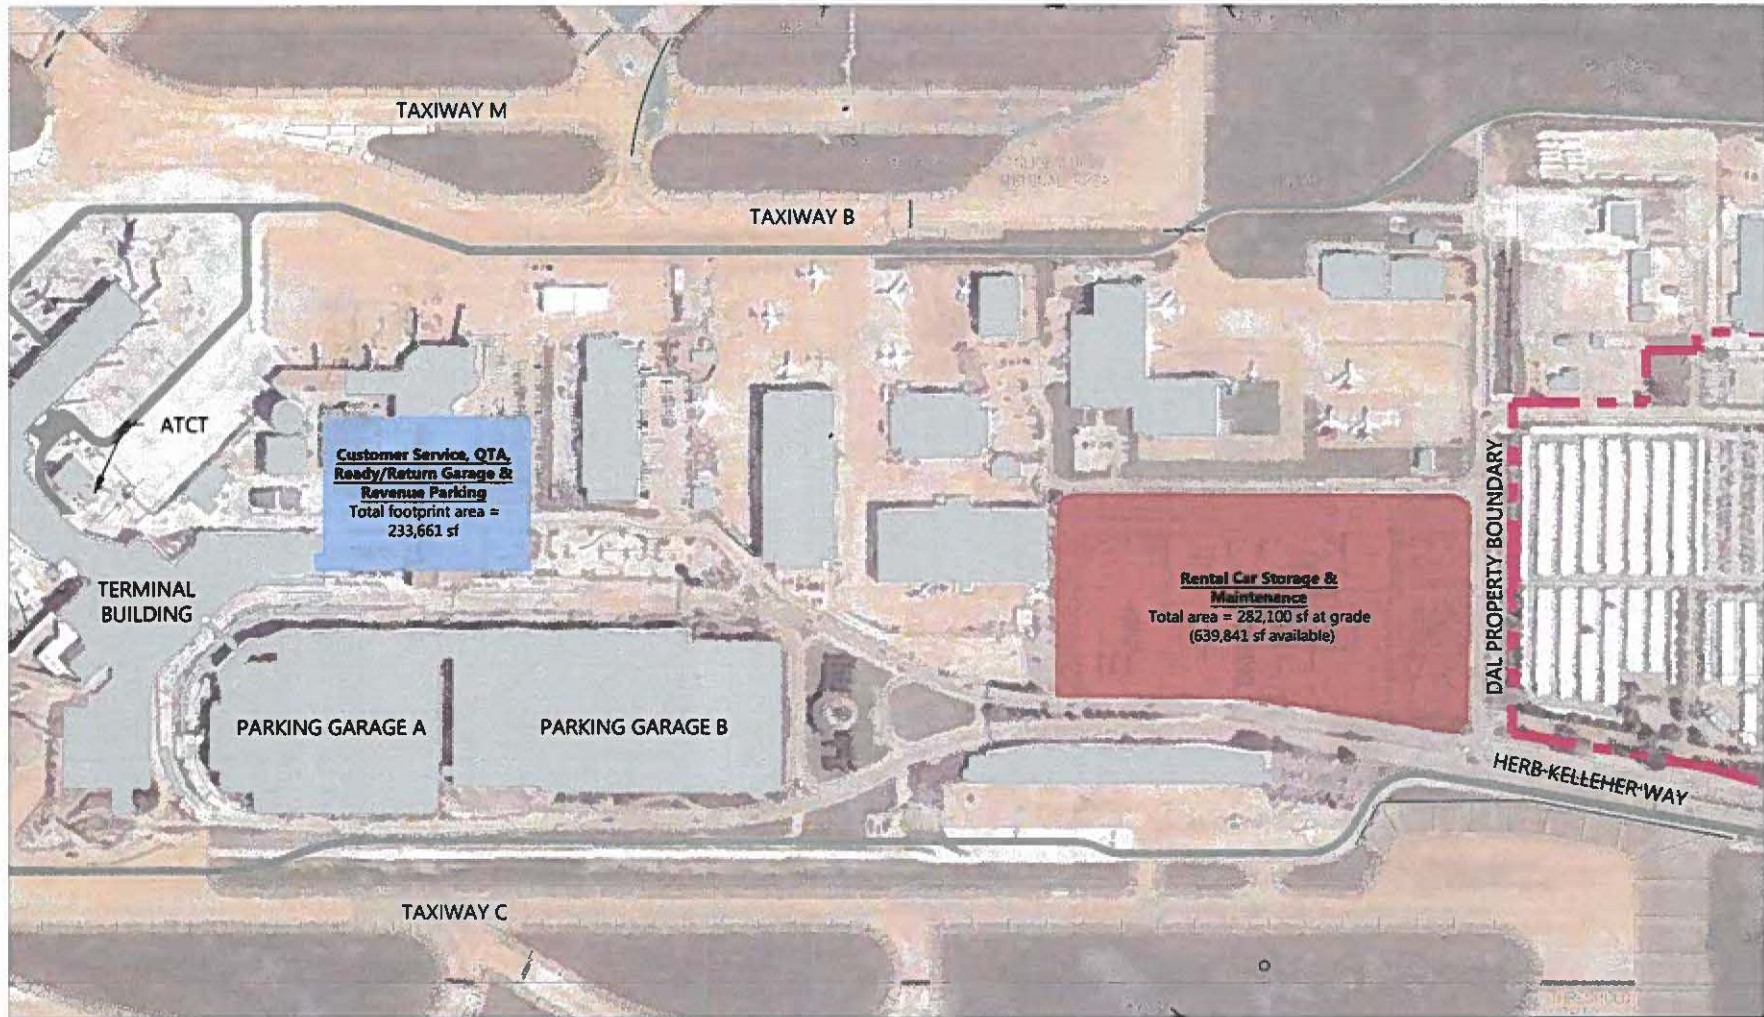 TAXIWAY M
TAXIWAY B
ATCT
Customer Service, QTA,
Ready/Return Garage &
Revenue Parking
Total footprint area =
233,661 sf
TERMINAL
BUILDING
Rental Car Storage &
Maintenance
Total area = 282,100 sf at grade
(639,841 sf available)
DAL PROPERTY BOUNDARY
PARKING GARAGE A
PARKING GARAGE B
HERB KELLEHER WAY
TAXIWAY C